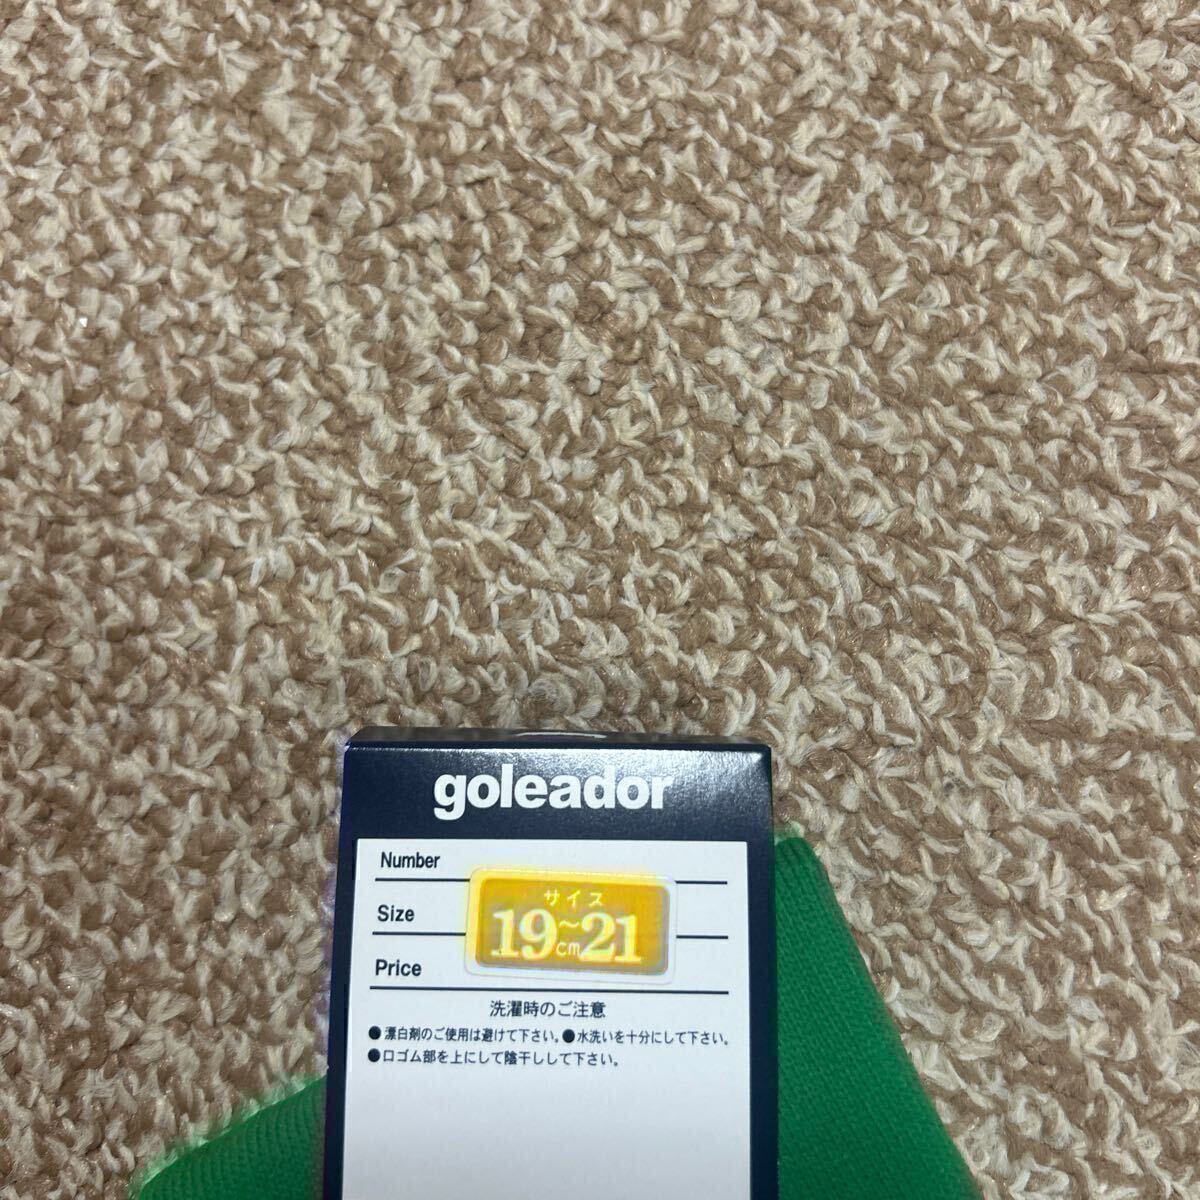 goleador
Number
サイズ
Size
19〜21
cm
Price
洗濯時のご注意
●漂白剤のご使用は避けて下さい。●水洗いを十分にして下さい。
●口ゴム部を上にして陰干しして下さい。